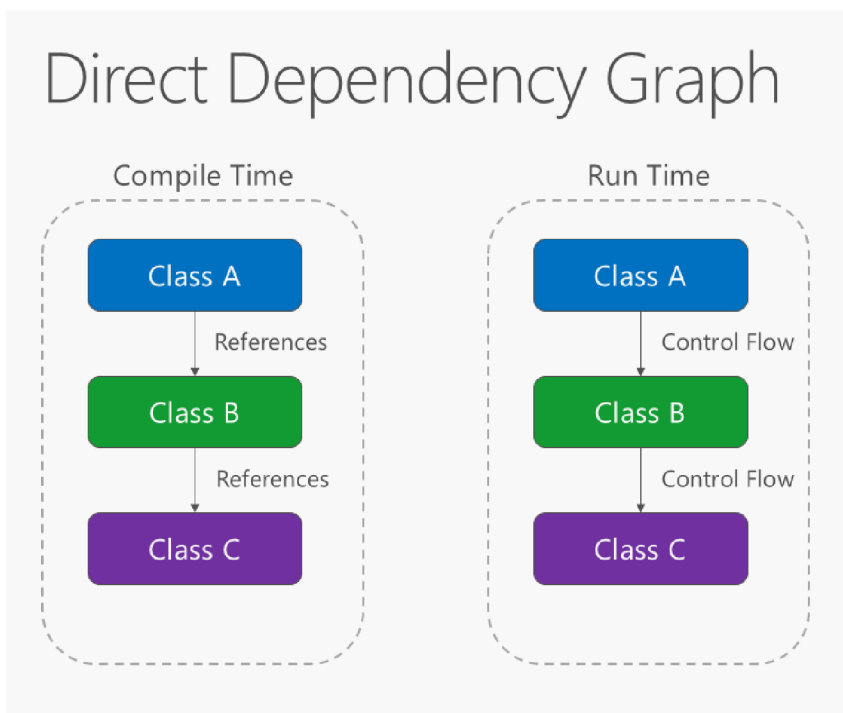 Direct Dependency Graph
Compile Time
Class A
References
Class B
References
Class C
Run Time
Class A
Control Flow
Class B
Control Flow
Class C